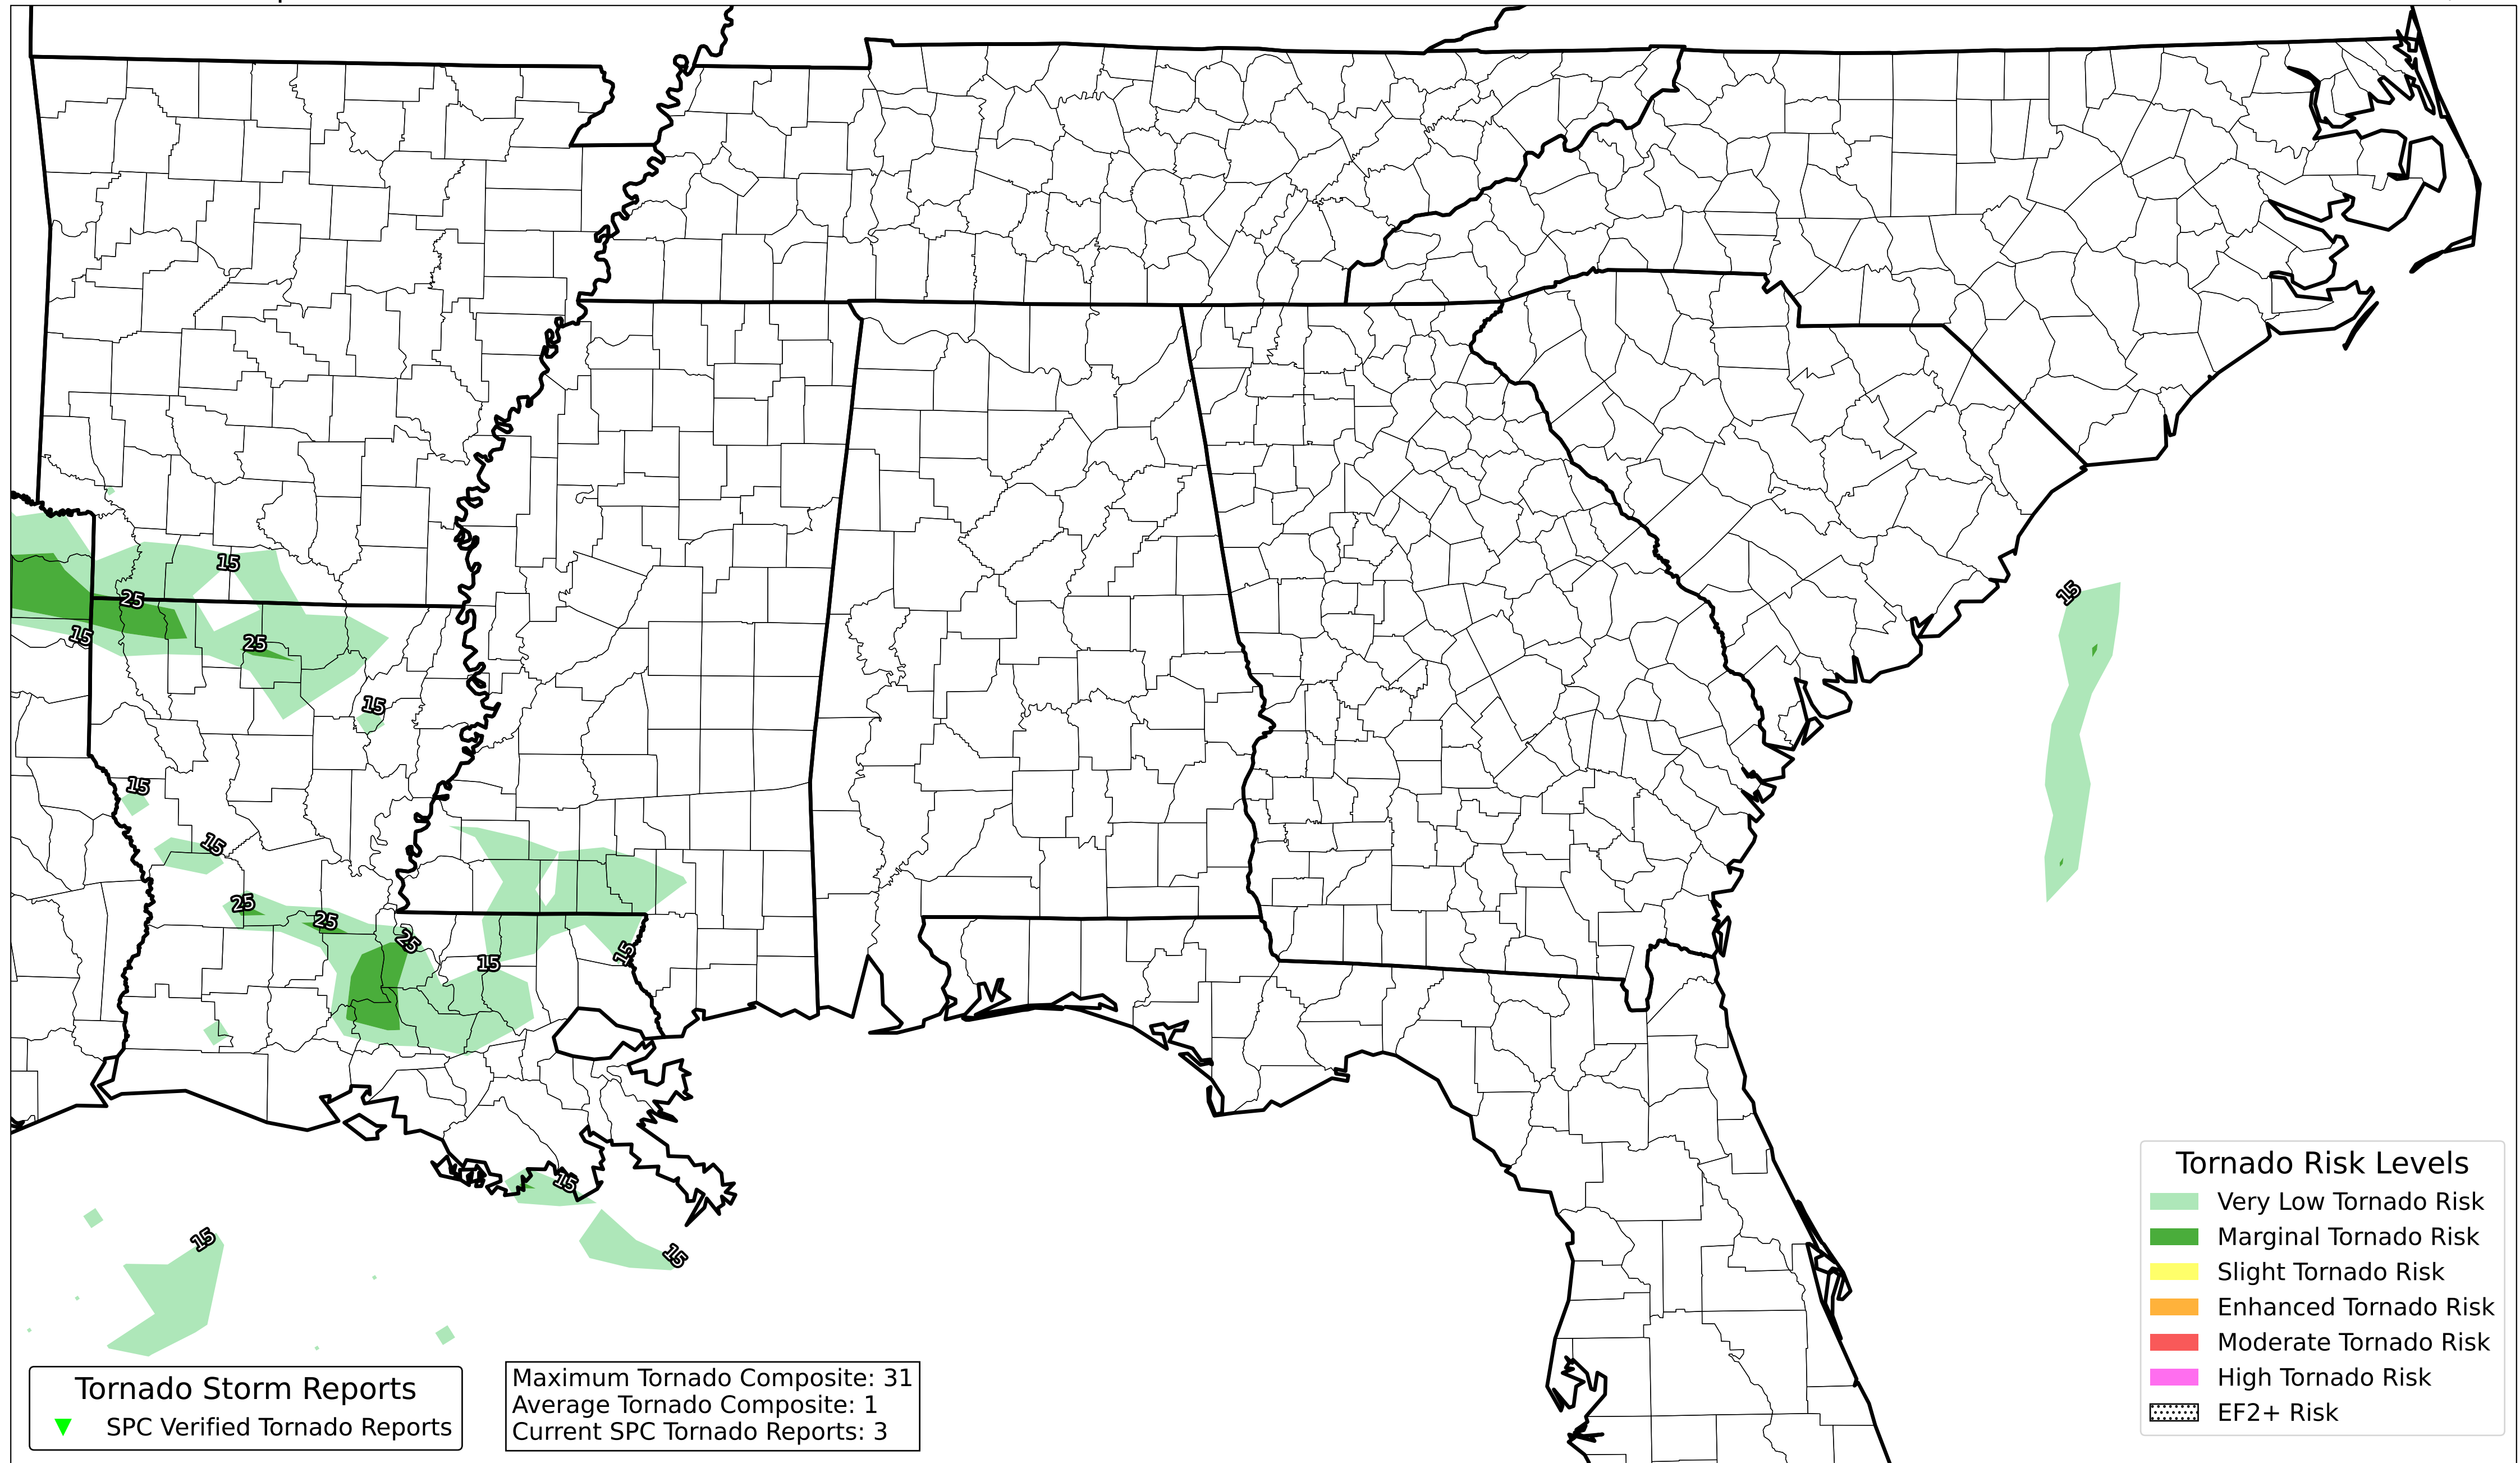 15
15
25
15
25
15
15
15
25
25
25
15
15
15
15
15
Tornado Storm Reports
SPC Verified Tornado Reports
Maximum Tornado Composite: 31
Average Tornado Composite: 1
Current SPC Tornado Reports: 3
Tornado Risk Levels
Very Low Tornado Risk
Marginal Tornado Risk
Slight Tornado Risk
Enhanced Tornado Risk
Moderate Tornado Risk
High Tornado Risk
EF2+ Risk